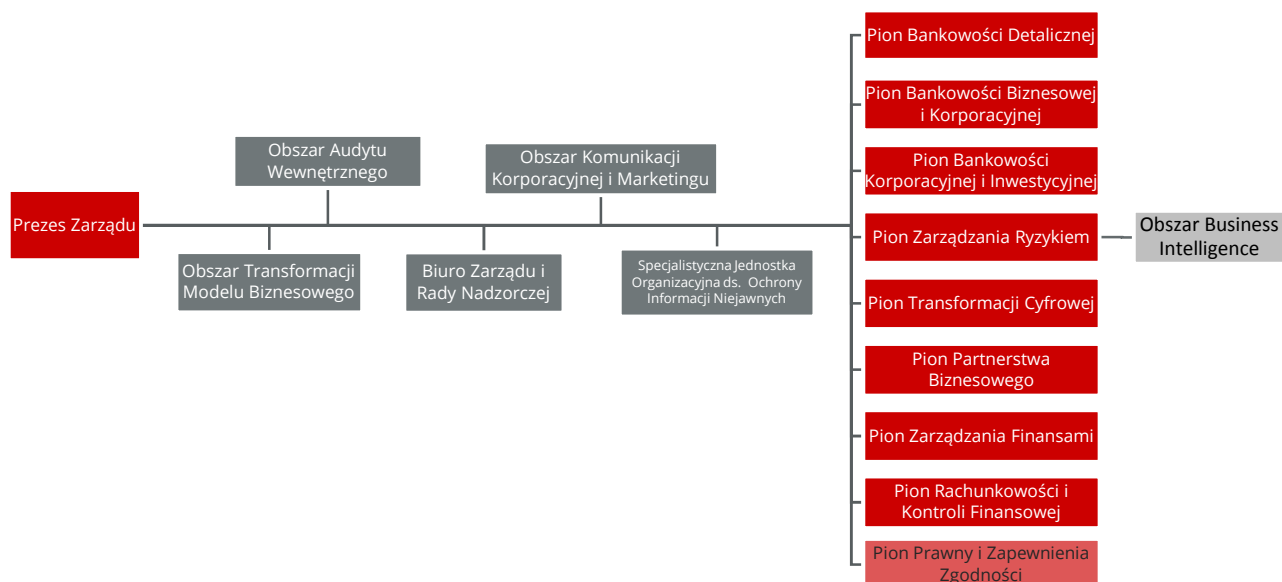 Prezes Zarządu
Obszar Audytu
Wewnętrznego
Obszar Komunikacji
Korporacyjnej i Marketingu
Obszar Transformacji
Modelu Biznesowego
Biuro Zarządu i
Rady Nadzorczej
Specjalistyczna Jednostka
Organizacyjna ds. Ochrony
Informacji Niejawnych
Pion Bankowości Detalicznej
Pion Bankowości Biznesowej
i Korporacyjnej
Pion Bankowości
Korporacyjnej i Inwestycyjnej
Pion Zarządzania Ryzykiem
Obszar Business
Intelligence
Pion Transformacji Cyfrowej
Pion Partnerstwa
Biznesowego
Pion Zarządzania Finansami
Pion Rachunkowości i
Kontroli Finansowej
Pion Prawny i Zapewnienia
Zgodności